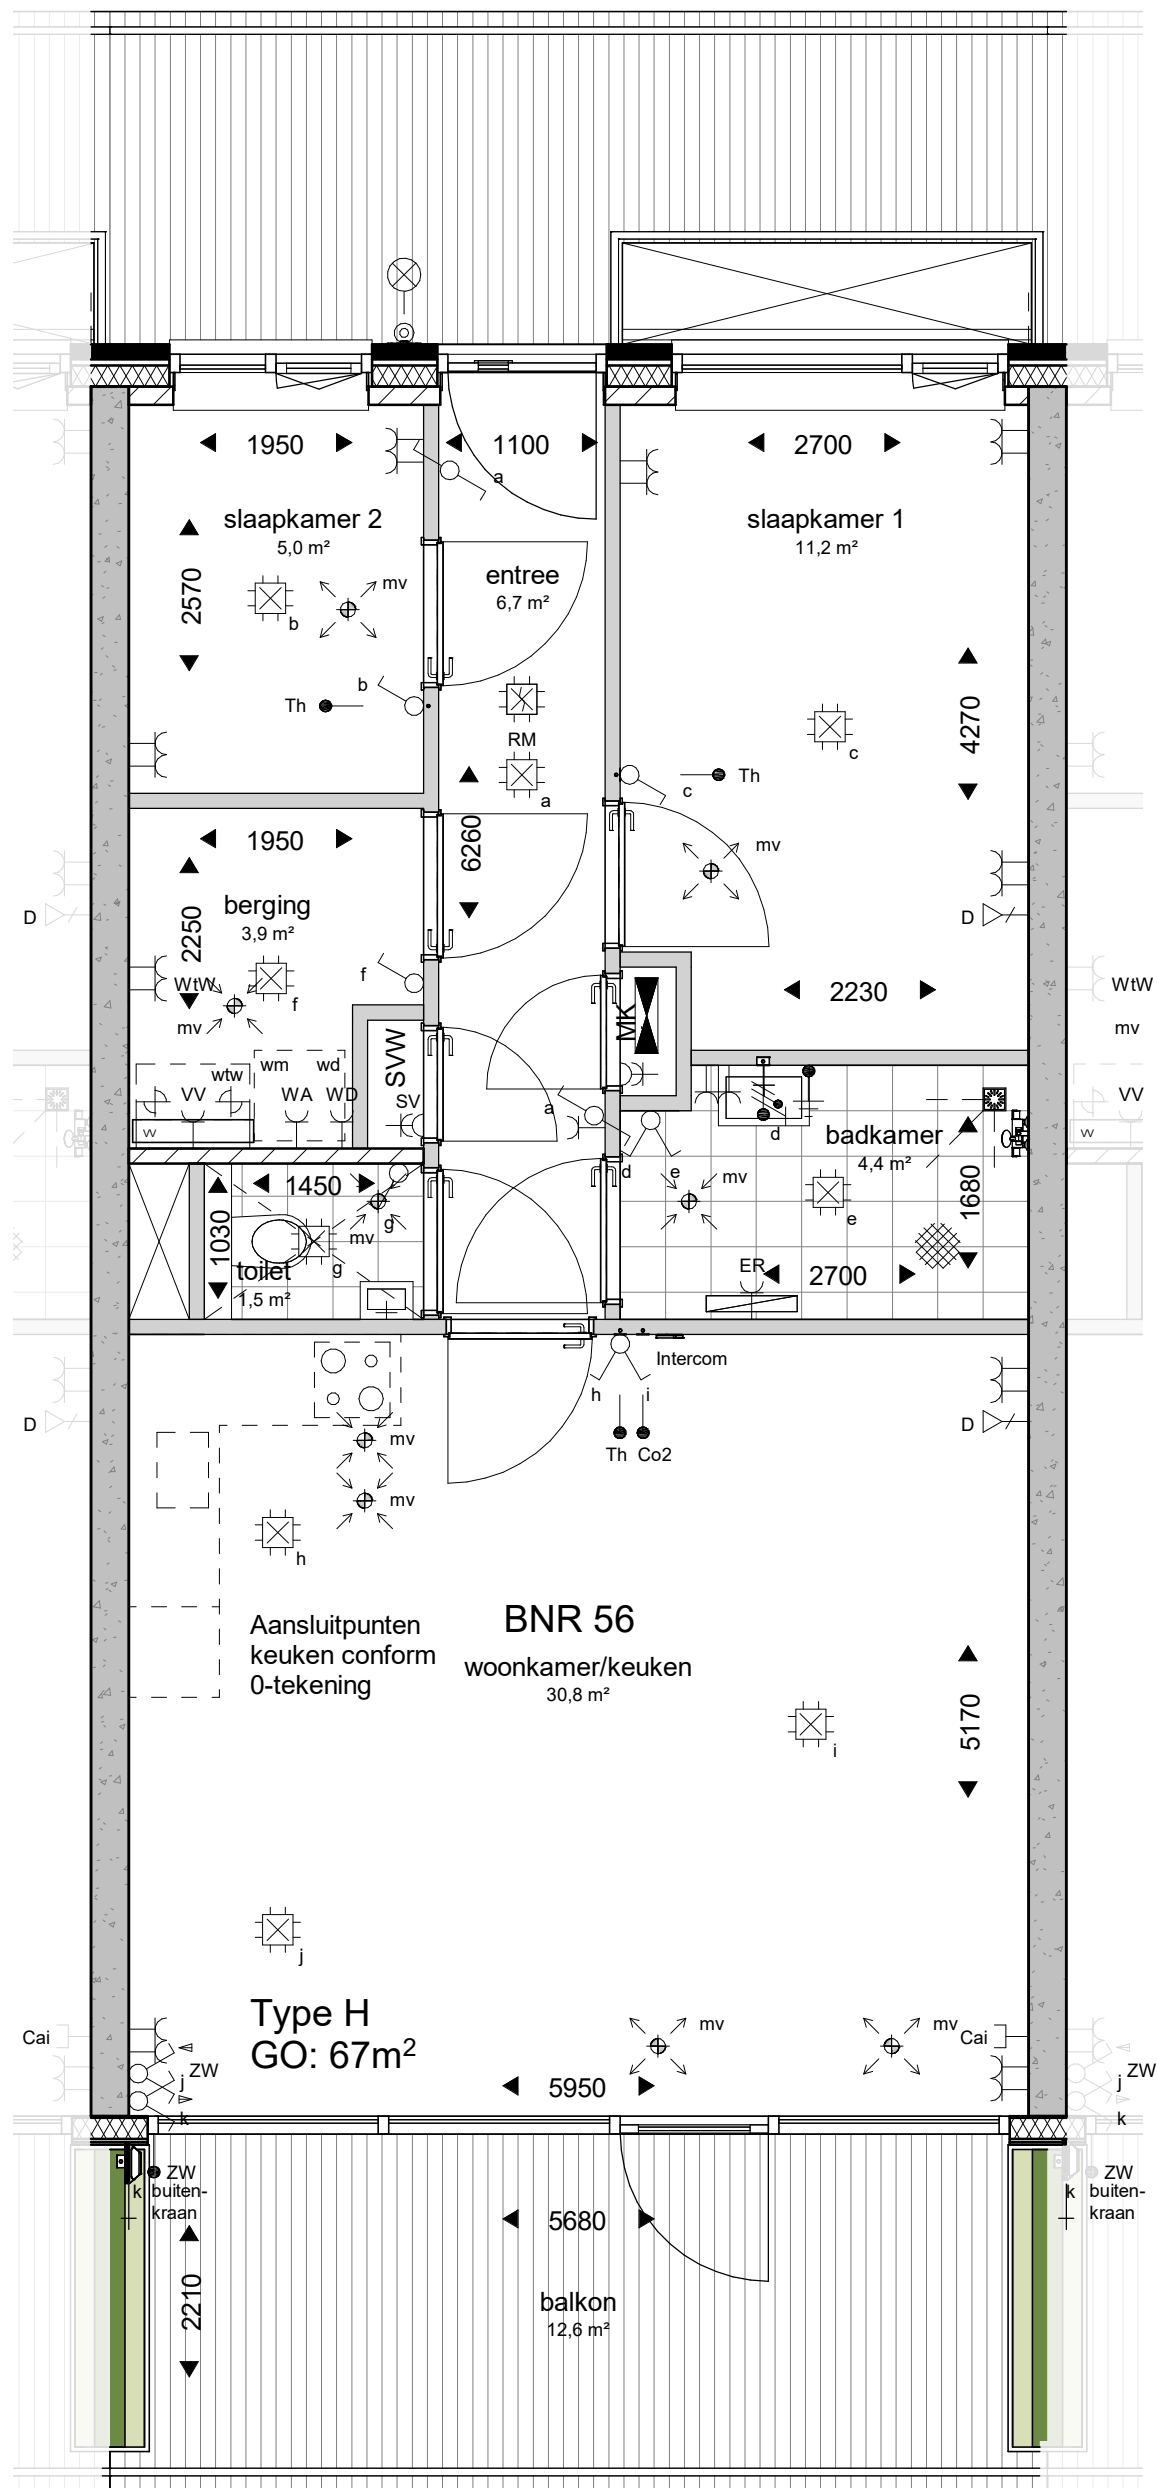 1950
1100
2700
a
slaapkamer 2
5,0 m²
slaapkamer 1
11,2 m²
entree
6,7 m²
2570
mv
b
b
Th
RM
a
4270
c
c
Th
6260
mv
1950
berging
3,9 m²
2250
D
D
f
WtW
f
mv
2230
MK
WtW
mv
wtw
wm
wd
SVW
VV
WA
WD
SV
VV
a
d
VV
VV
badkamer
4,4 m²
d
e
mv
1680
e
1450
1030
g
mv
g
toilet
1,5 m²
ER
2700
Intercom
h
i
Th
Co2
D
D
mv
mv
h
Aansluitpunten
keuken conform
0-tekening
BNR 56
woonkamer/keuken
30,8 m²
5170
i
j
Type H
GO: 67m²
mv
mv
Cai
Cai
j
ZW
k
j
ZW
k
5950
ZW
k
buiten-
kraan
ZW
k
buiten-
kraan
5680
2210
balkon
12,6 m²